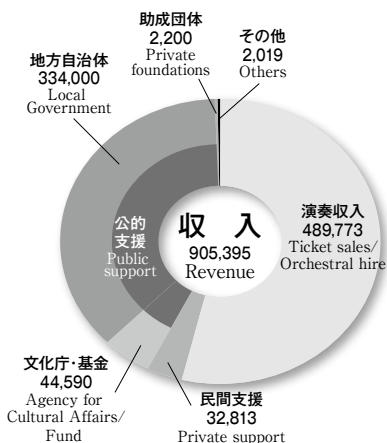 助成団体
2,200
Private
foundations
その他
2,019
Others
地方自治体
334,000
Local
Government
公的
支援
Public
support
収 入
905,395
Revenue
演奏収入
489,773
Ticket sales/
Orchestral hire
文化庁・基金
44,590
Agency for
Cultural Affairs/
Fund
民間支援
32,813
Private support